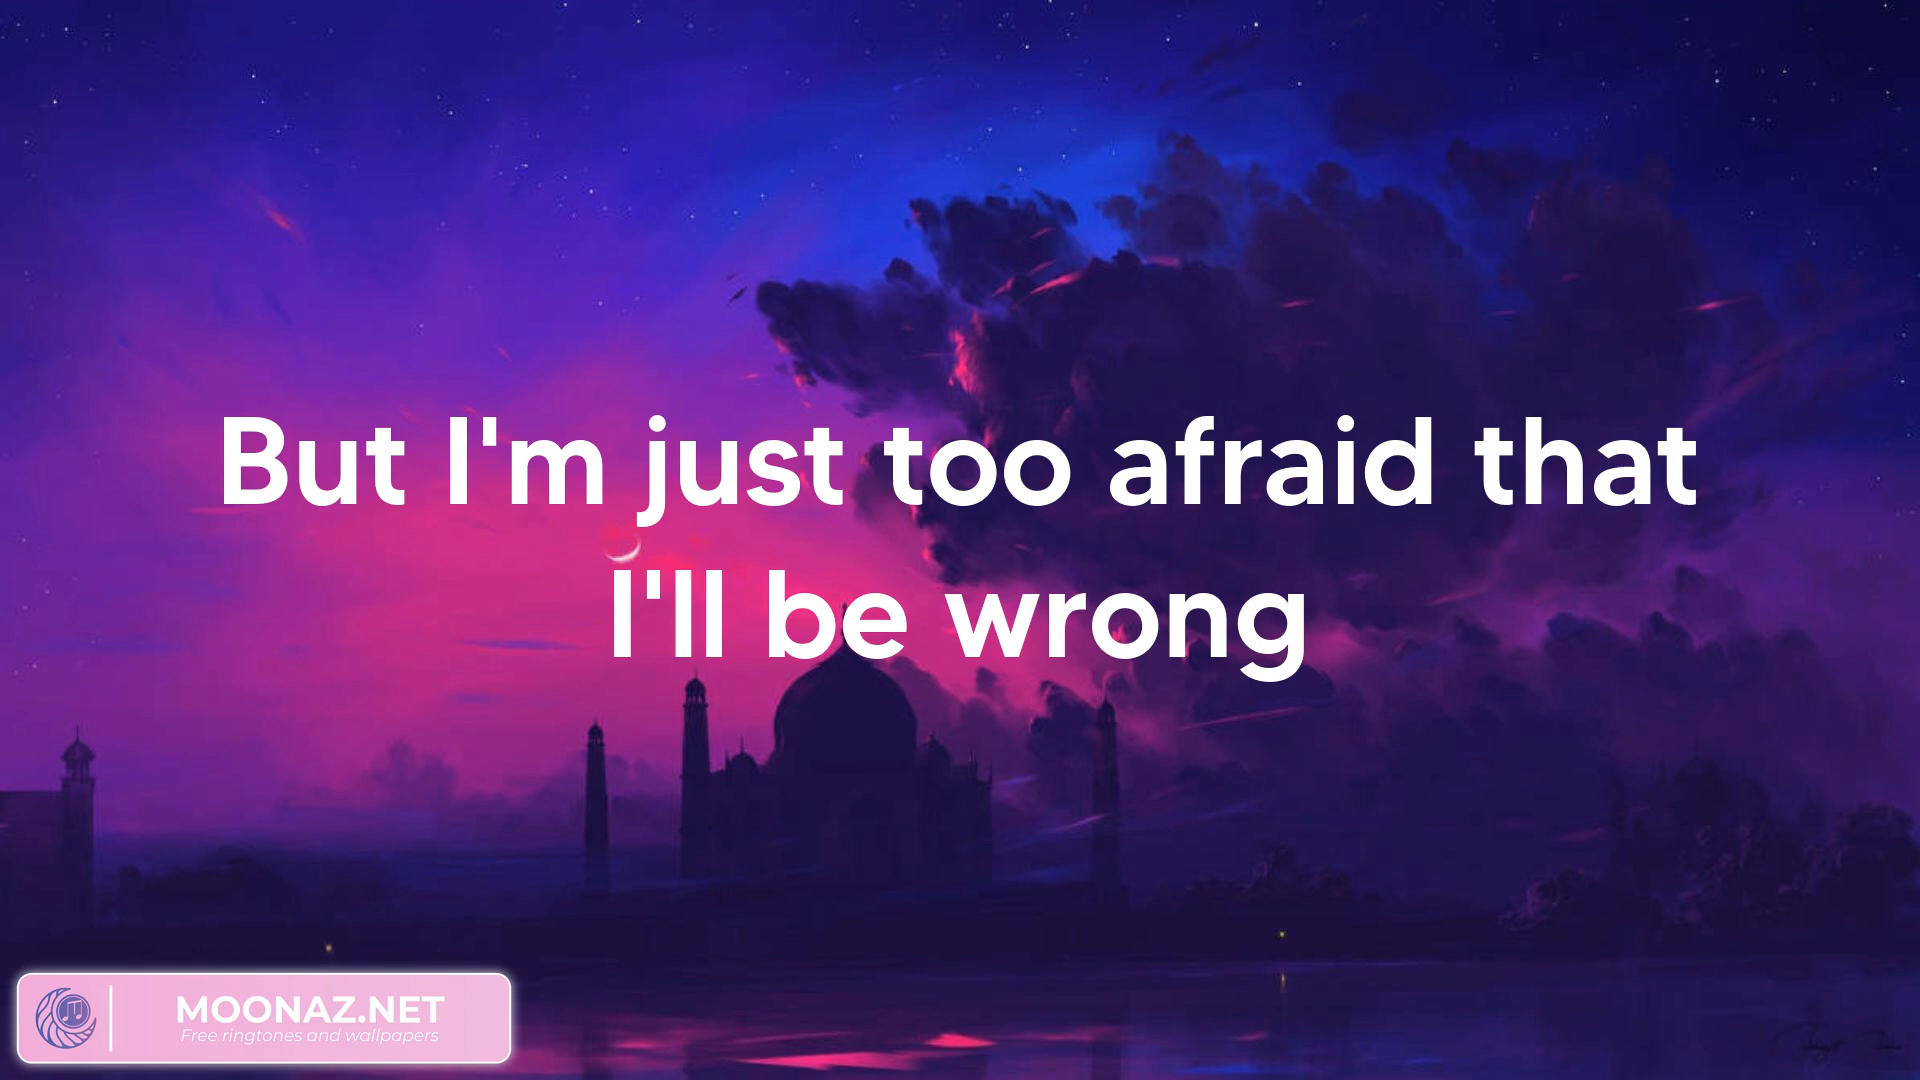 But I'm just too afraid that
I'll be wrong
MOONAZ.NET
Free ringtones and wallpapers